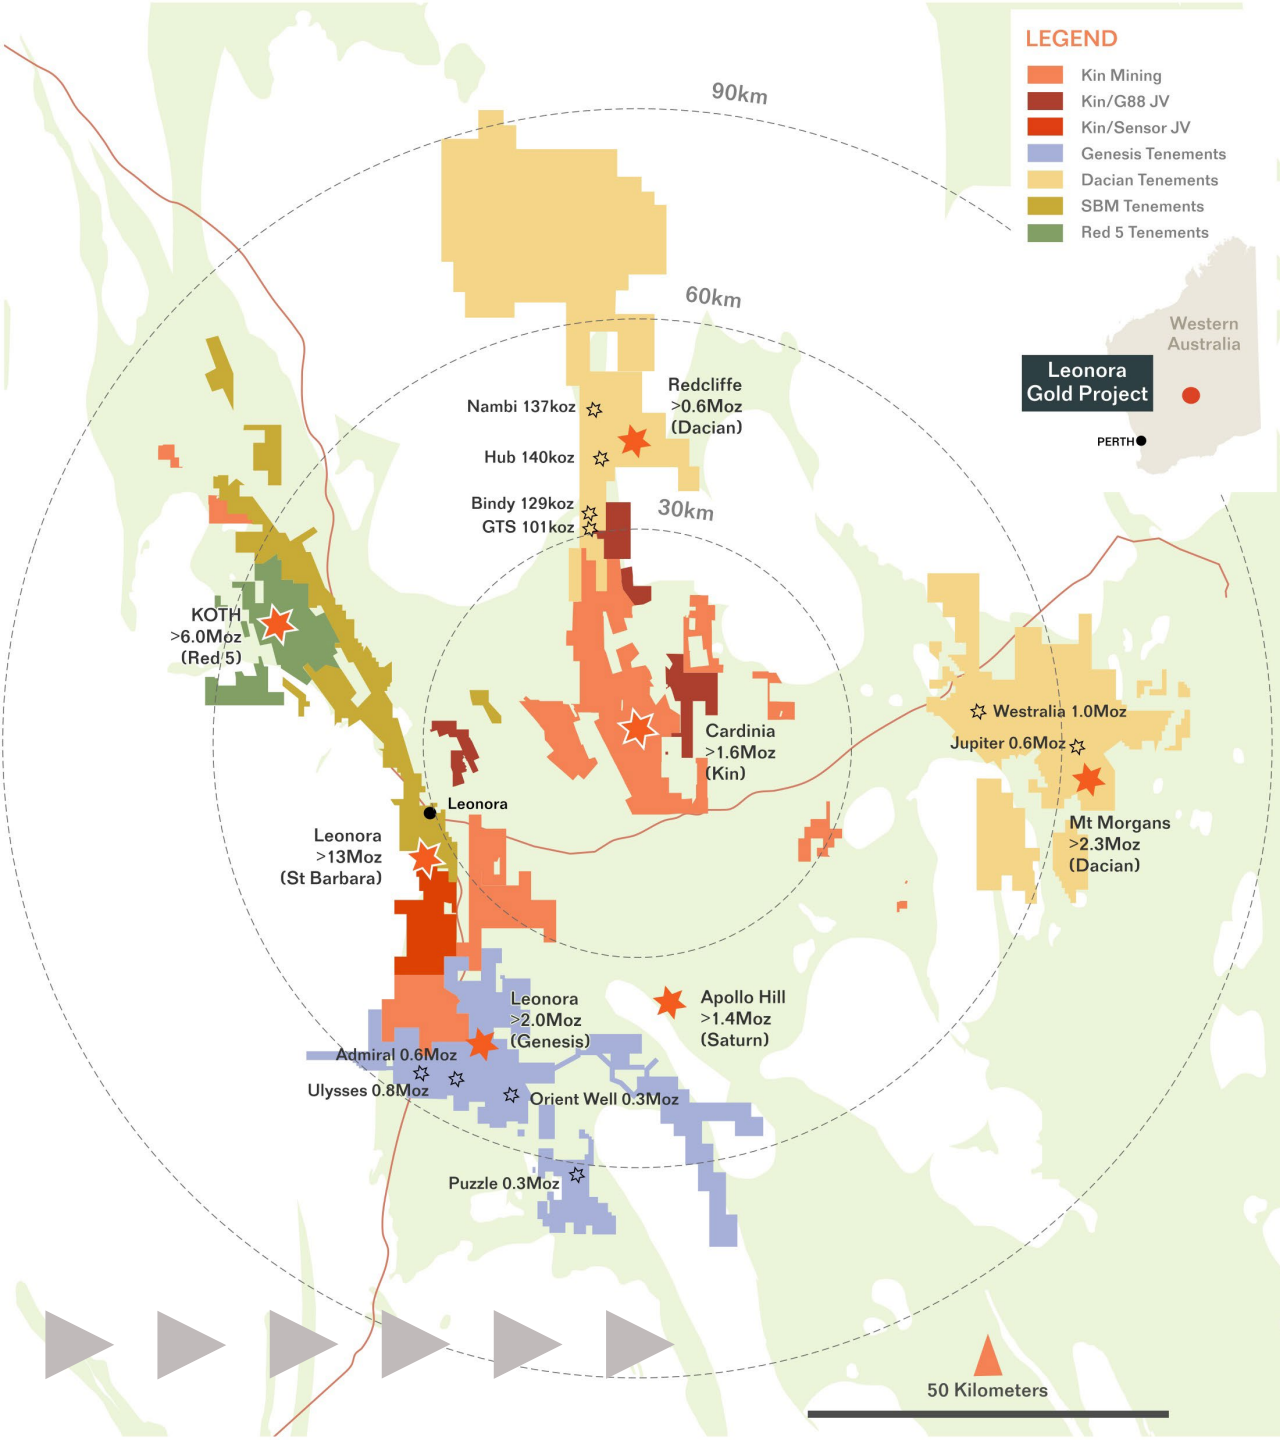 LEGEND
Kin Mining
Kin/G88 JV
Kin/Sensor JV
Genesis Tenements
Dacian Tenements
SBM Tenements
Red 5 Tenements
90km
60km
30km
Western
Australia
Leonora
Gold Project
PERTH
Redcliffe
>0.6Moz
(Dacian)
Nambi 137koz
Hub 140koz
Bindy 129koz
GTS 101koz
KOTH
>6.0Moz
(Red 5)
Cardinia
>1.6Moz
(Kin)
Westralia 1.0Moz
Jupiter 0.6Moz
Mt Morgans
>2.3Moz
(Dacian)
Leonora
Leonora
>13Moz
(St Barbara)
Leonora
>2.0Moz
(Genesis)
Apollo Hill
>1.4Moz
(Saturn)
Admiral 0.6Moz
Ulysses 0.8Moz
Orient Well 0.3Moz
Puzzle 0.3Moz
50 Kilometers